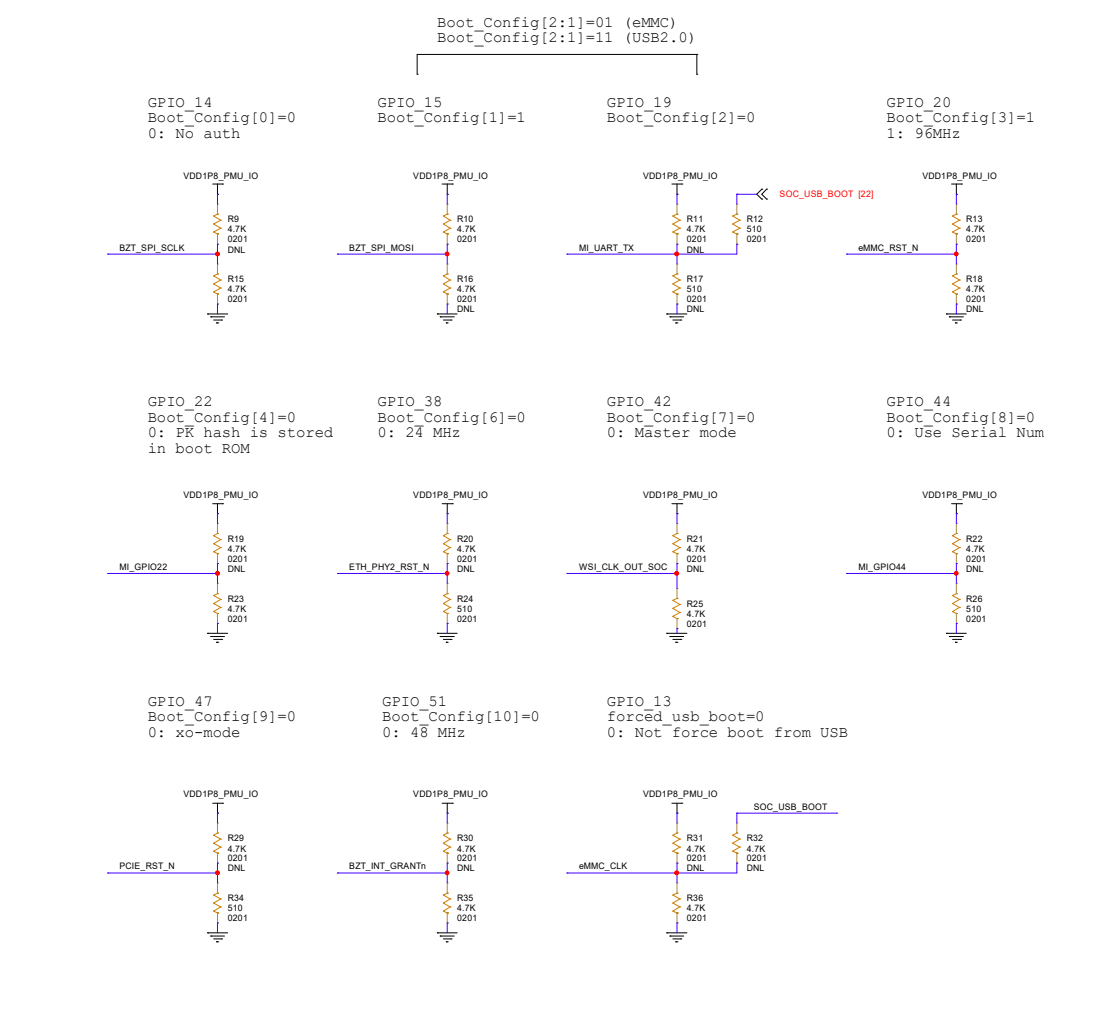 Boot_Config[2:1]=01 (eMMC)
Boot_Config[2:1]=11 (USB2.0)
GPIO_14
Boot_Config[0]=0
0: No auth
VDD1P8_PMU_IO
R9
4.7K
0201
DNL
BZT_SPI_SCLK
R15
4.7K
0201
GPIO_15
Boot_Config[1]=1
VDD1P8_PMU_IO
R10
4.7K
0201
BZT_SPI_MOSI
R16
4.7K
0201
DNL
GPIO_19
Boot_Config[2]=0
VDD1P8_PMU_IO
SOC_USB_BOOT [22]
R11
4.7K
0201
DNL
R12
510
0201
MI_UART_TX
R17
510
0201
DNL
GPIO_20
Boot_Config[3]=1
1: 96MHz
VDD1P8_PMU_IO
R13
4.7K
0201
eMMC_RST_N
R18
4.7K
0201
DNL
GPIO_22
Boot_Config[4]=0
0: PK hash is stored
in boot ROM
VDD1P8_PMU_IO
R19
4.7K
0201
DNL
MI_GPIO22
R23
4.7K
0201
GPIO_38
Boot_Config[6]=0
0: 24 MHz
VDD1P8_PMU_IO
R20
4.7K
0201
DNL
ETH_PHY2_RST_N
R24
510
0201
GPIO_42
Boot_Config[7]=0
0: Master mode
VDD1P8_PMU_IO
R21
4.7K
0201
DNL
WSI_CLK_OUT_SOC
R25
4.7K
0201
GPIO_44
Boot_Config[8]=0
0: Use Serial Num
VDD1P8_PMU_IO
R22
4.7K
0201
DNL
MI_GPIO44
R26
510
0201
GPIO_47
Boot_Config[9]=0
0: xo-mode
VDD1P8_PMU_IO
R29
4.7K
0201
DNL
PCIE_RST_N
R34
510
0201
GPIO_51
Boot_Config[10]=0
0: 48 MHz
VDD1P8_PMU_IO
R30
4.7K
0201
DNL
BZT_INT_GRANTn
R35
4.7K
0201
GPIO_13
forced_usb_boot=0
0: Not force boot from USB
VDD1P8_PMU_IO
SOC_USB_BOOT
R31
4.7K
0201
DNL
R32
4.7K
0201
DNL
eMMC_CLK
R36
4.7K
0201